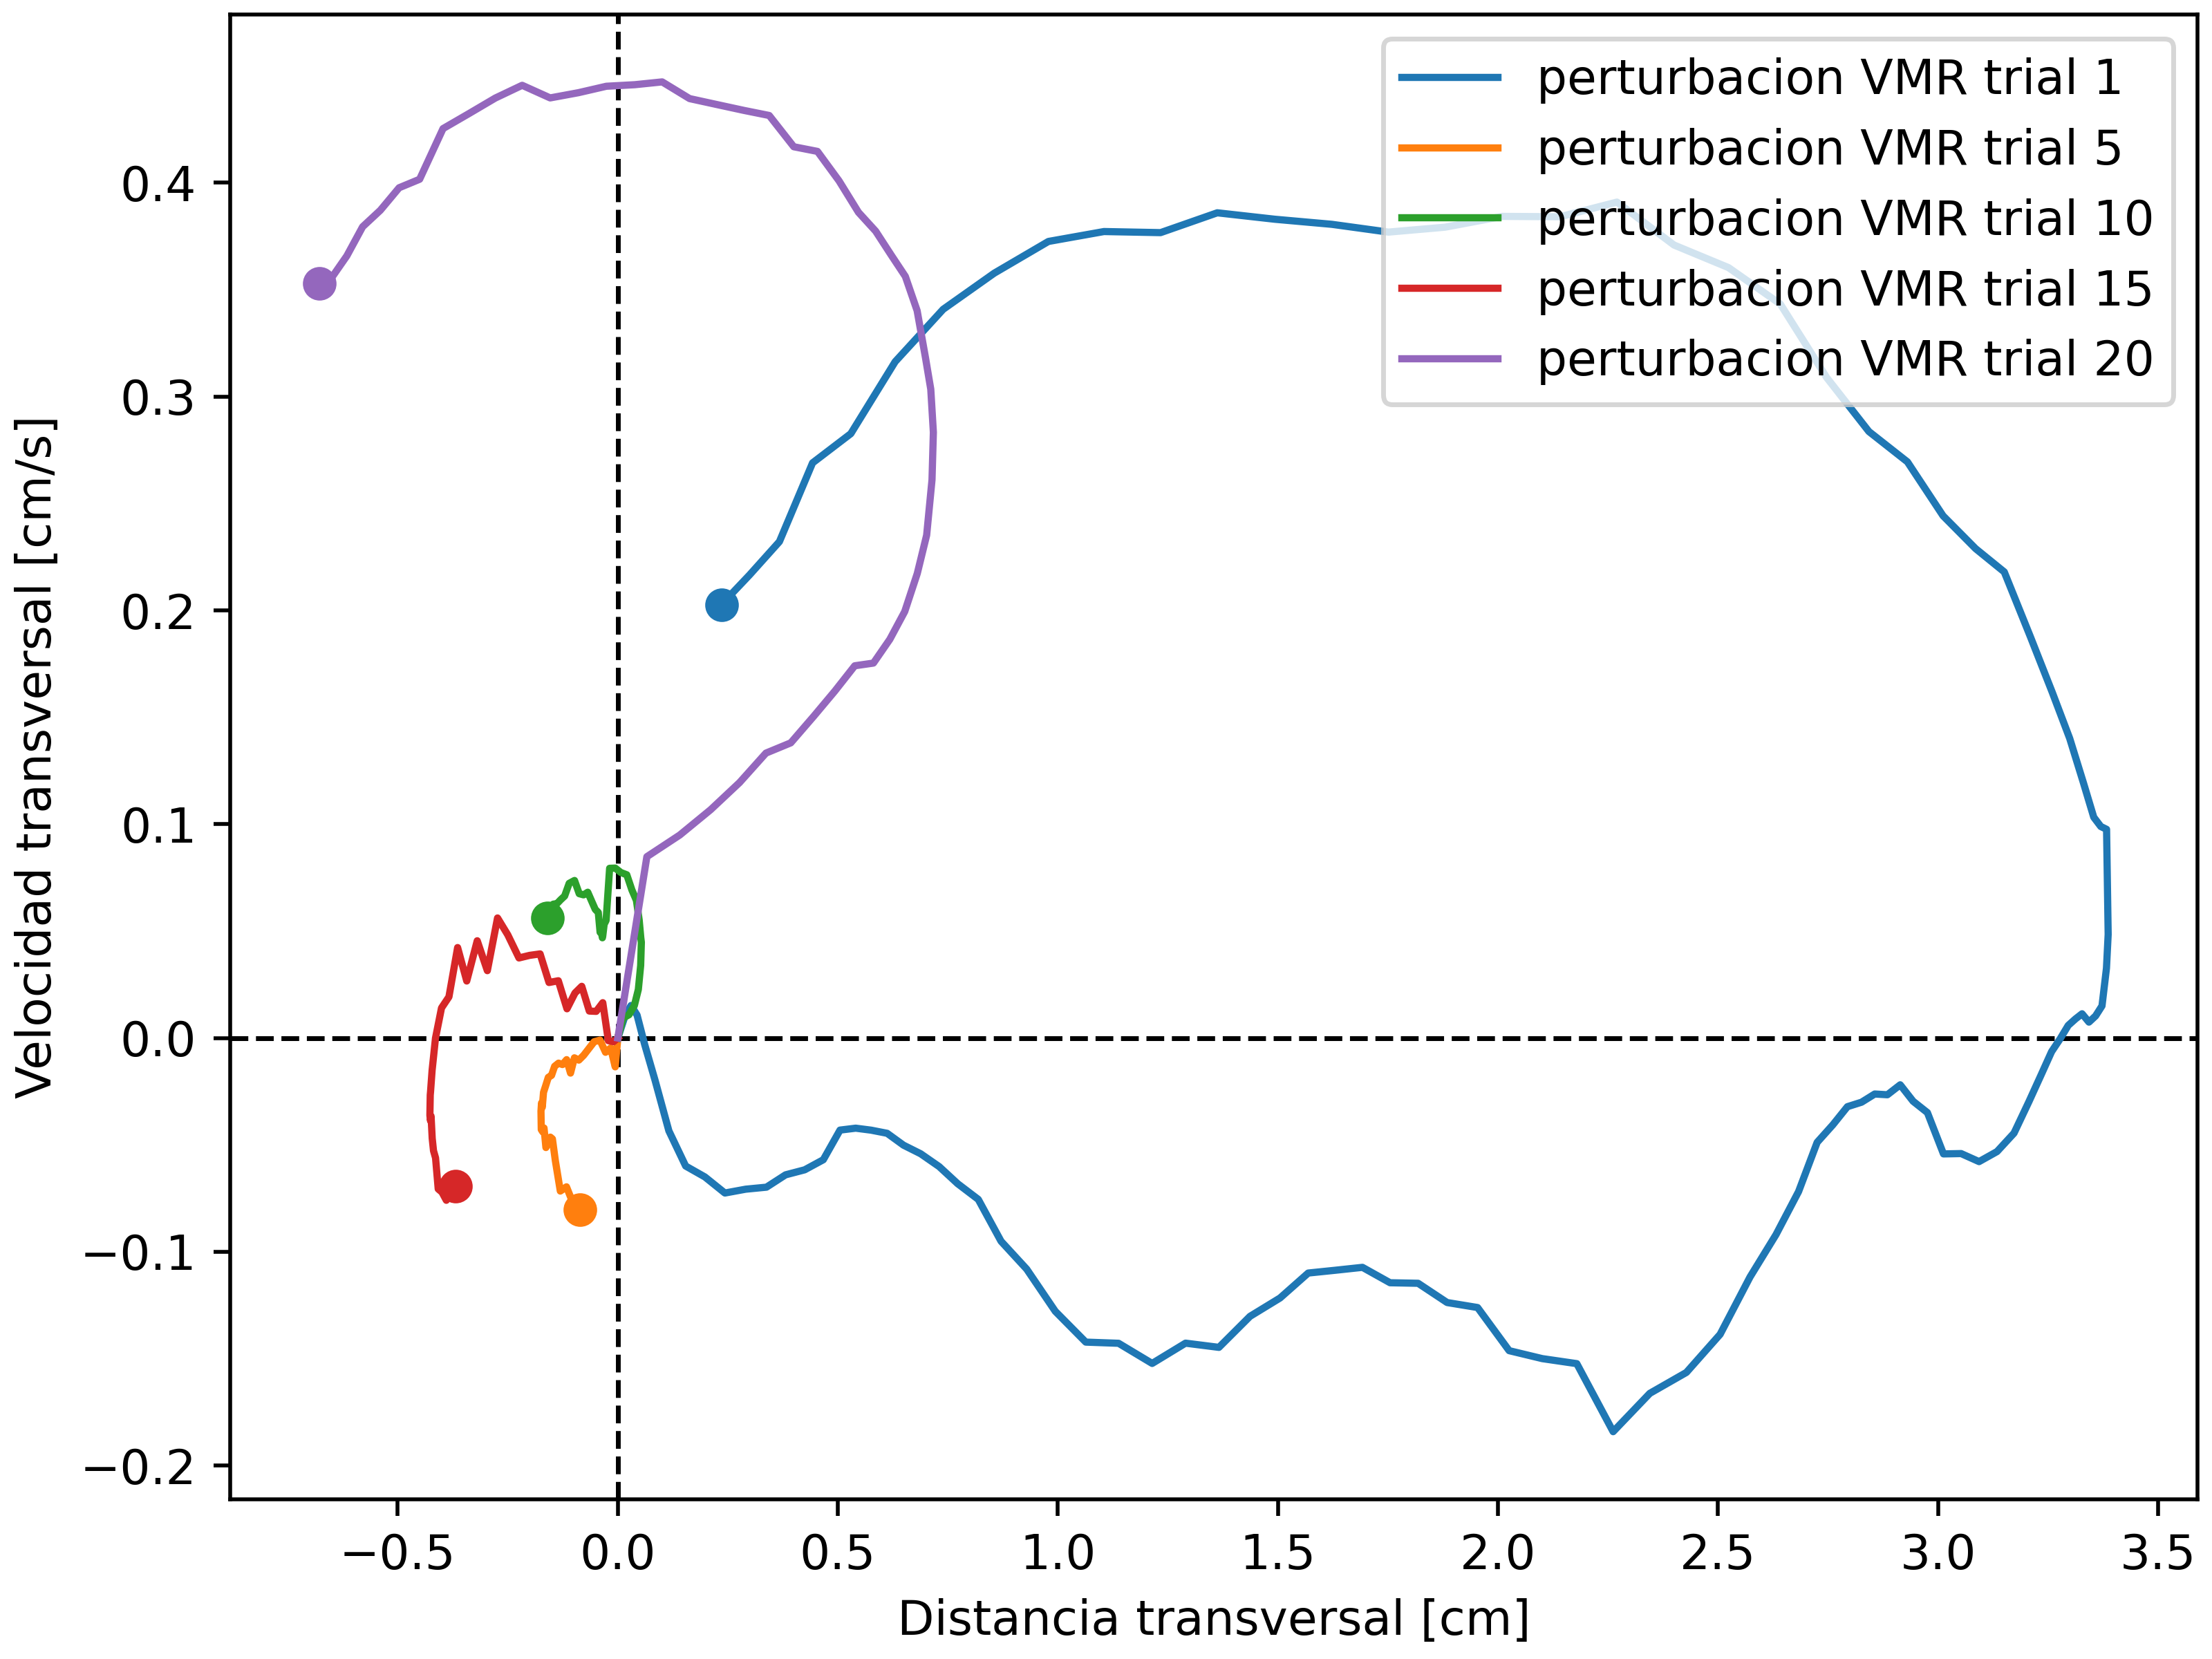 perturbacion VMR trial 1
perturbacion VMR trial 5
perturbacion VMR trial 10
perturbacion VMR trial 15
perturbacion VMR trial 20
Velocidad transversal [cm/s]
0.4
0.3
0.2
0.1
0.0
−0.1
−0.2
−0.5 0.0 0.5 1.0 1.5 2.0 2.5 3.0 3.5
Distancia transversal [cm]